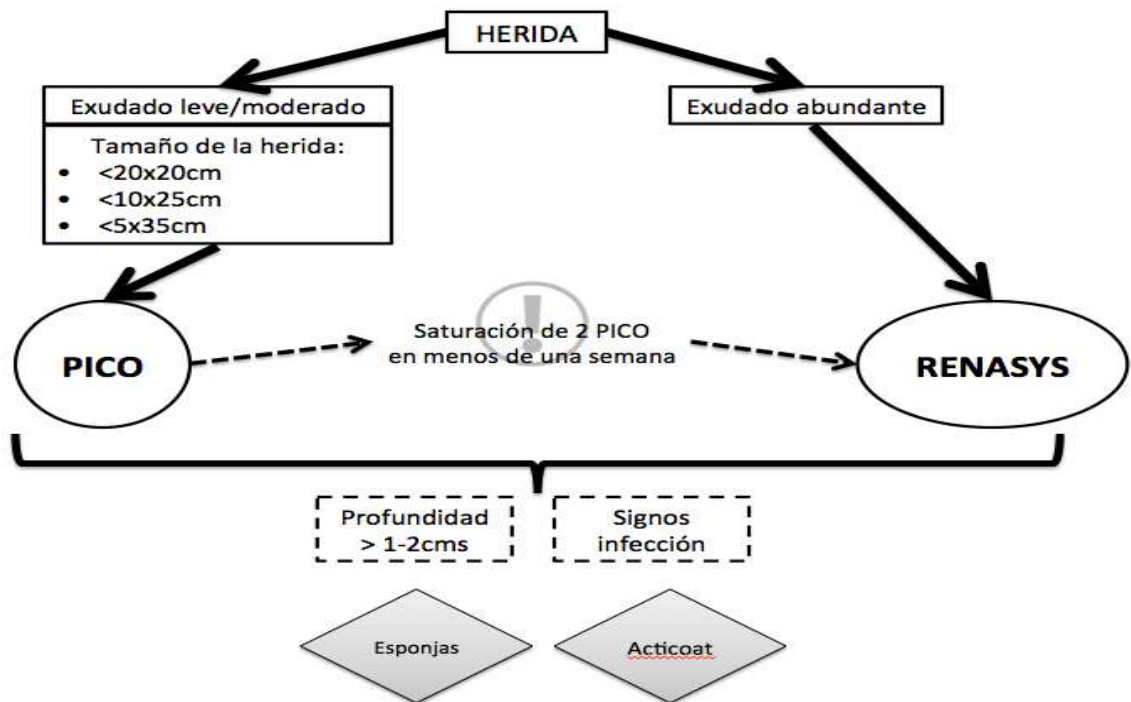 HERIDA
Exudado leve/moderado
Tamaño de la herida:
• <20x20cm
• <10x25cm
• <5x35cm
Exudado abundante
PICO
Saturación de 2 PICO
en menos de una semana
RENASYS
Profundidad
> 1-2cms
Signos
infección
Esponjas
Acticoat